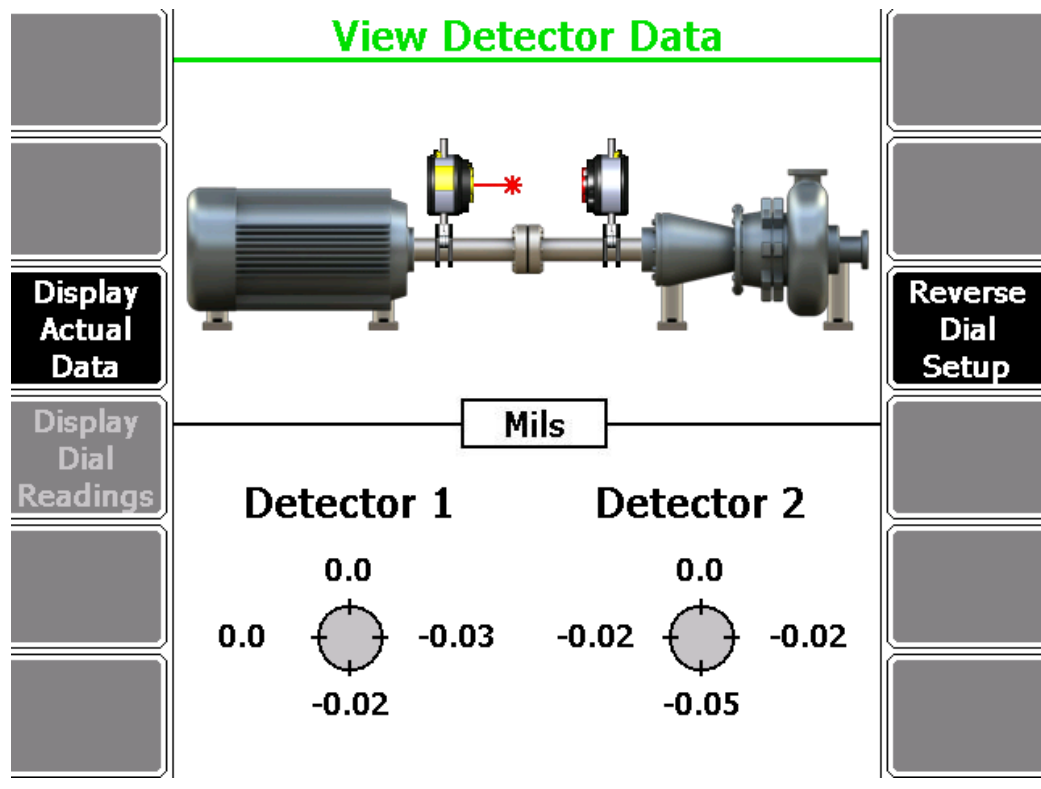 View Detector Data
Display
Actual
Data
Reverse
Dial
Setup
Display
Dial
Readings
Mils
Detector 1
Detector 2
0.0
0.0
0.0
-0.03
-0.02
-0.02
-0.02
-0.05